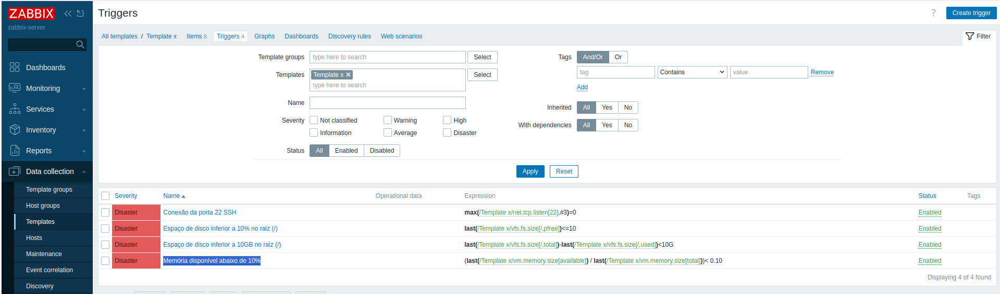 ZABBIX
zabbix-server
Dashboards
Monitoring
Services
Inventory
Reports
Data collection
Template groups
Host groups
Templates
Hosts
Maintenance
Event correlation
Discovery
Triggers
? Create trigger
All templates / Template x Items 6 Triggers 4 Graphs Dashboards Discovery rules Web scenarios
Filter
Template groups type here to search Select
Templates Template x Select
type here to search
Name
Severity Not classified Warning High
Information Average Disaster
Status All Enabled Disabled
Tags And/Or Or
tag Contains value Remove
Add
Inherited All Yes No
With dependencies All Yes No
Apply Reset
Severity Name Operational data Expression Status Tags
Disaster Conexão da porta 22 SSH max(/Template x/net.tcp.listen[22],#3)=0 Enabled
Disaster Espaço de disco inferior a 10% no raiz (/) last(/Template x/vfs.fs.size[/,pfree])<=10 Enabled
Disaster Espaço de disco inferior a 10GB no raiz (/) last(/Template x/vfs.fs.size[/,total])-last(/Template x/vfs.fs.size[/,used])<10G Enabled
Disaster Memória disponível abaixo de 10% (last(/Template x/vm.memory.size[available]) / last(/Template x/vm.memory.size[total]))< 0.10 Enabled
Displaying 4 of 4 found